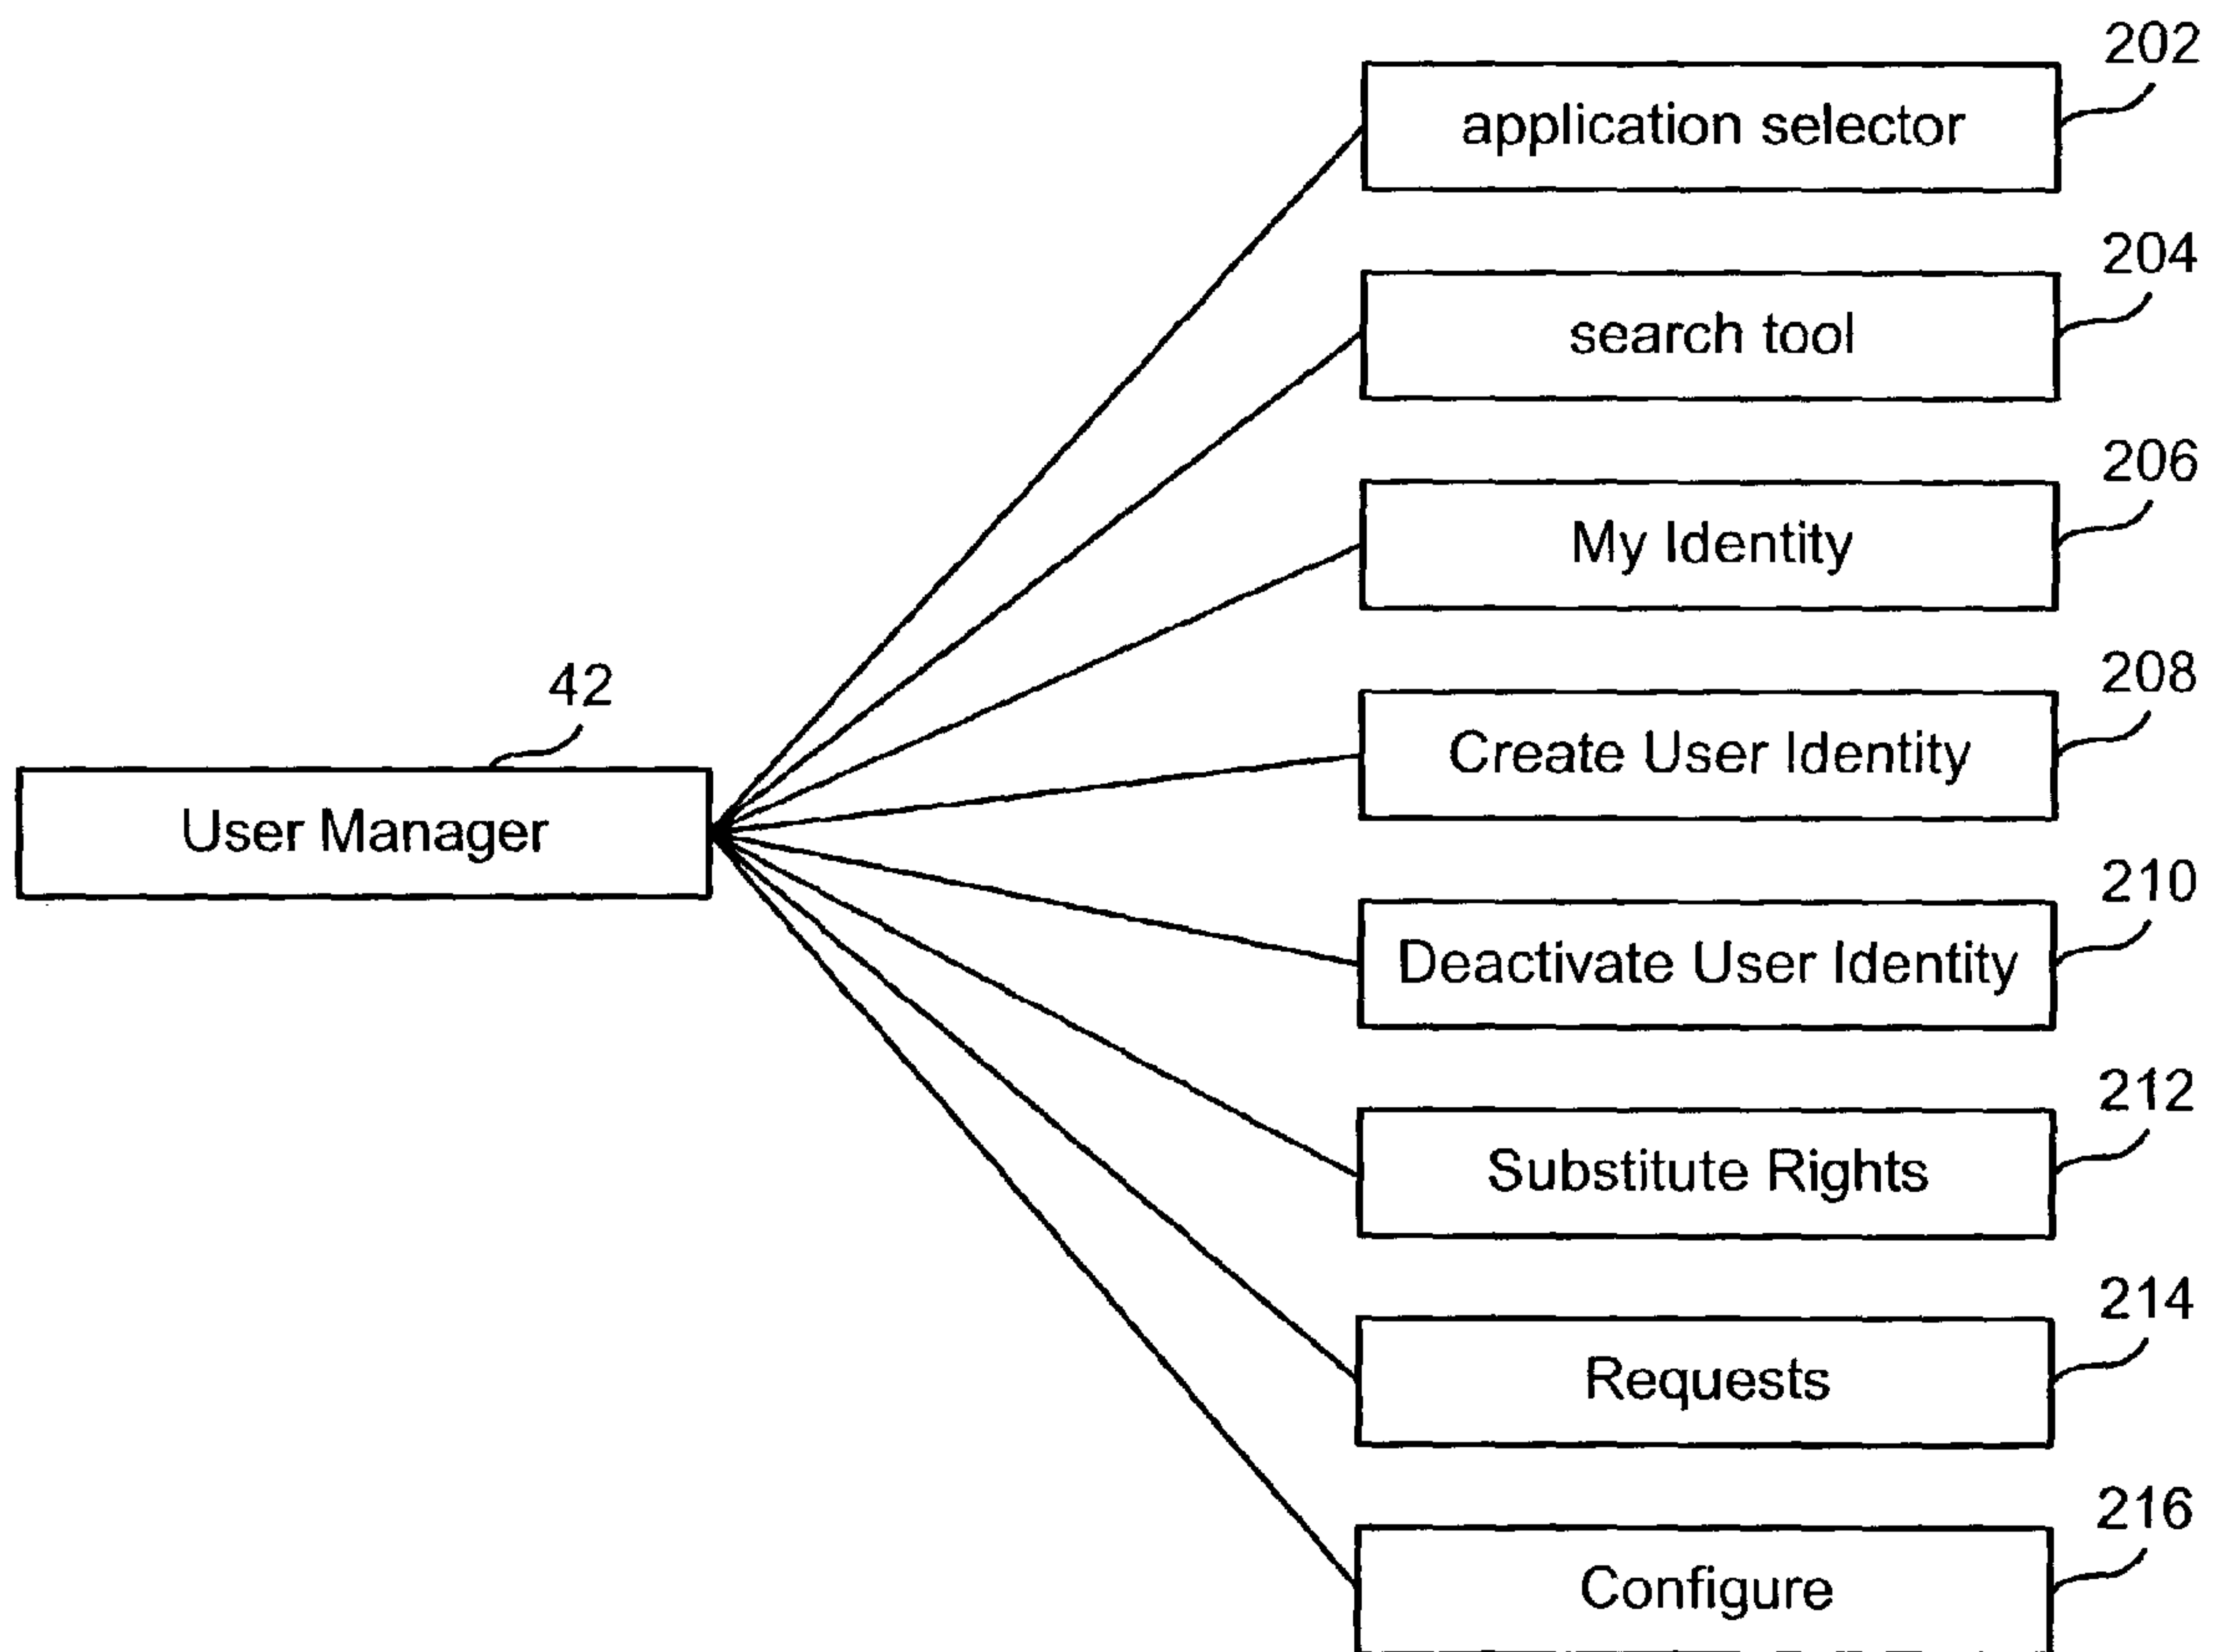 202
application selector
204
search tool
206
My Identity
208
Create User Identity
42
User Manager
210
Deactivate User Identity
212
Substitute Rights
214
Requests
216
Configure